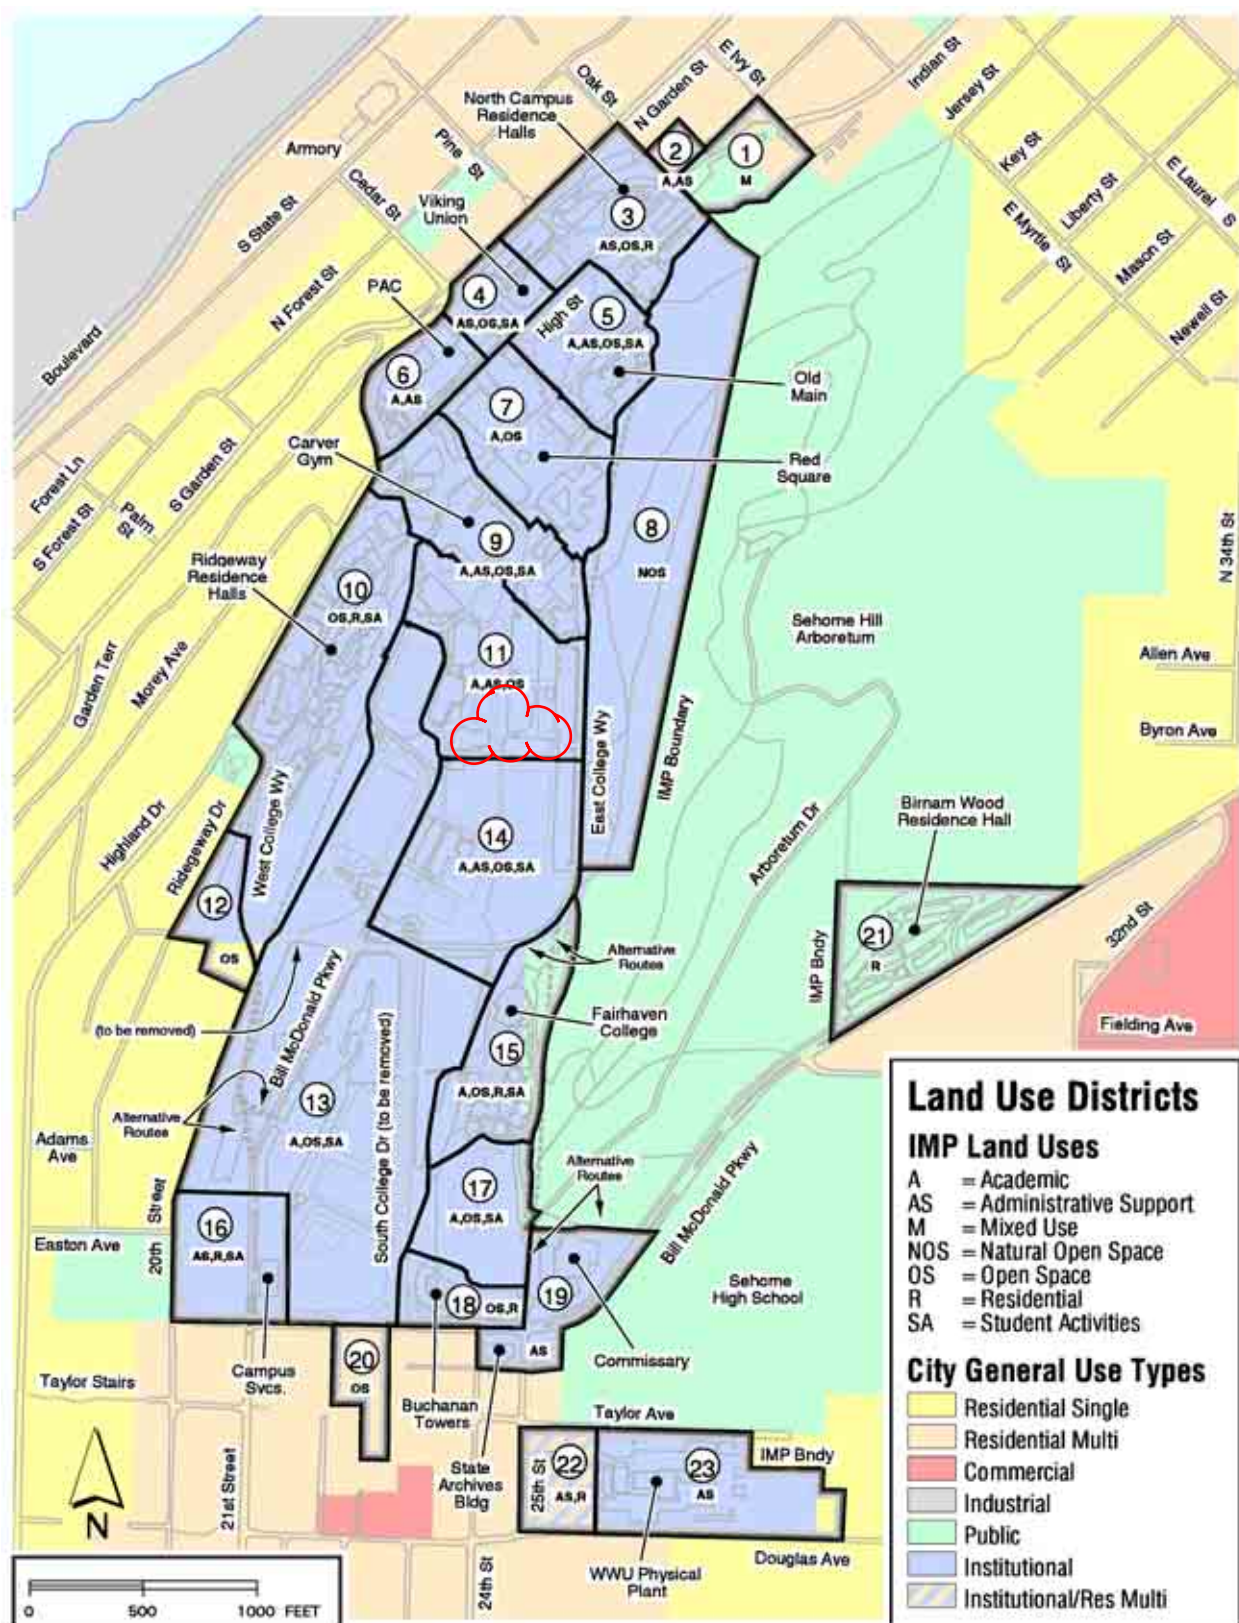 E Ivy St
Indian St
Oak St
N Garden St
Jersey St
North Campus
Residence
Halls
Key St
E Laurel S
Armory
Pine St
2
A,AS
1
M
Liberty St
Cedar St
Viking
Union
3
AS,OS,R
E Myrtle St
Mason St
S State St
Newell St
N Forest St
PAC
4
AS,OS,SA
High St
5
A,AS,OS,SA
Boulevard
6
A,AS
Old
Main
7
A,OS
Carver
Gym
Red
Square
S Garden St
Forest Ln
Palm St
S Forest St
8
NOS
9
A,AS,OS,SA
N 34th St
Ridgeway
Residence
Halls
10
OS,R,SA
Sehome Hill
Arboretum
11
A,AS,OS
Allen Ave
Garden Terr
Morey Ave
Byron Ave
East College Wy
IMP Boundary
Highland Dr
Ridegeway Dr
West College Wy
14
A,AS,OS,SA
Arboretum Dr
Birnam Wood
Residence Hall
12
OS
32nd St
21
R
IMP Bndy
Alternative
Routes
(to be removed)
Bill McDonald Pkwy
Fairhaven
College
Fielding Ave
15
A,OS,R,SA
South College Dr (to be removed)
Alternative
Routes
13
A,OS,SA
Adams
Ave
Alternative
Routes
Bill McDonald Pkwy
17
A,OS,SA
20th Street
Easton Ave
16
AS,R,SA
Sehome
High School
18
OS,R
19
AS
Commissary
Campus
Svcs.
20
OS
Taylor Stairs
Buchanan
Towers
Taylor Ave
State
Archives
Bldg
25th St
22
AS,R
23
AS
IMP Bndy
21st Street
24th St
WWU Physical
Plant
Douglas Ave
N
0 500 1000 FEET
Land Use Districts
IMP Land Uses
A = Academic
AS = Administrative Support
M = Mixed Use
NOS = Natural Open Space
OS = Open Space
R = Residential
SA = Student Activities
City General Use Types
Residential Single
Residential Multi
Commercial
Industrial
Public
Institutional
Institutional/Res Multi